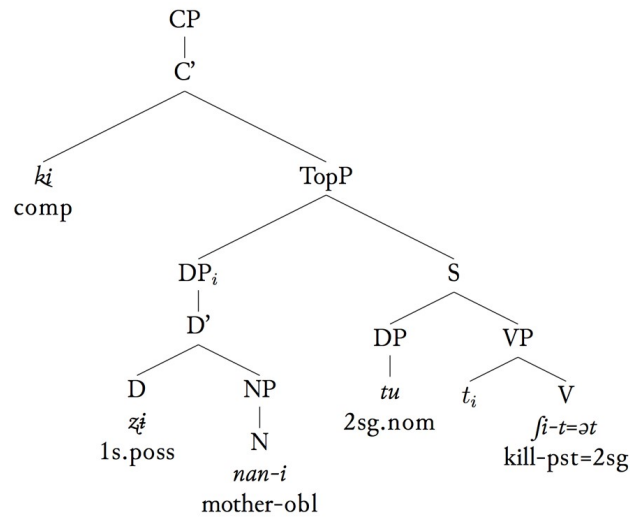 CP
C’
kɨ
comp
TopP
DPᵢ
S
D’
DP
VP
D
NP
tu
2sg.nom
tᵢ
V
ʐɨ
1s.poss
N
ʃi-t=ət
kill-pst=2sg
nan-i
mother-obl